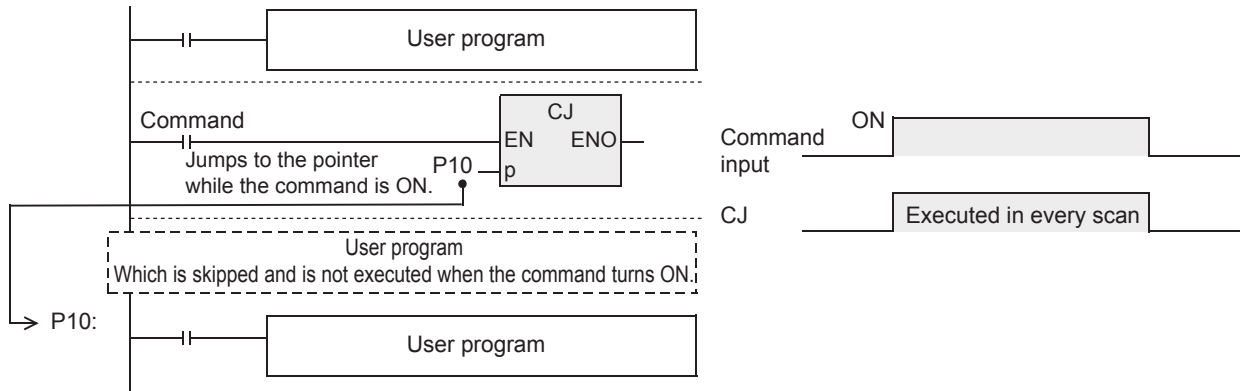 User program
Command
CJ
EN ENO
Jumps to the pointer
while the command is ON.
P10
p
User program
Which is skipped and is not executed when the command turns ON.
P10:
User program
Command
input
ON
CJ
Executed in every scan